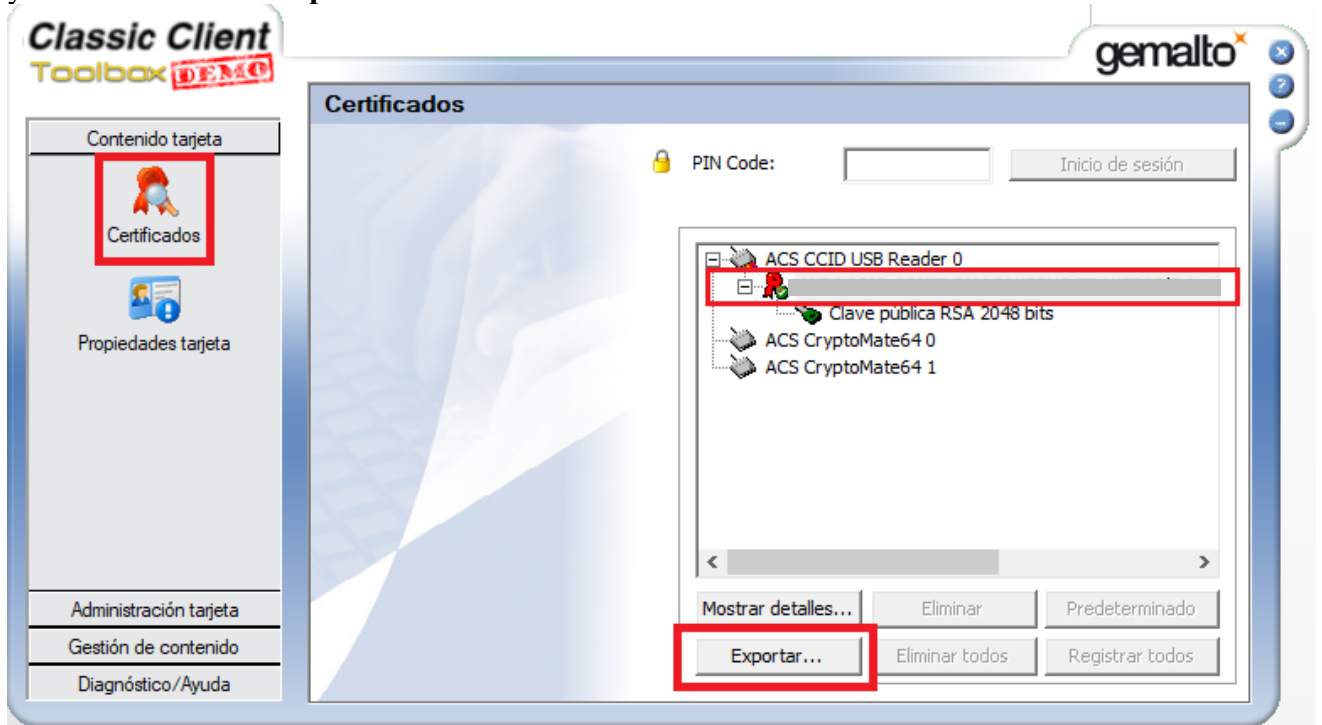 Classic Client
Toolbox DEMO
gemalto
Certificados
Contenido tarjeta
Certificados
Propiedades tarjeta
Administración tarjeta
Gestión de contenido
Diagnóstico/Ayuda
PIN Code:
Inicio de sesión
ACS CCID USB Reader 0
Clave pública RSA 2048 bits
ACS CryptoMate64 0
ACS CryptoMate64 1
Mostrar detalles... Eliminar Predeterminado
Exportar... Eliminar todos Registrar todos